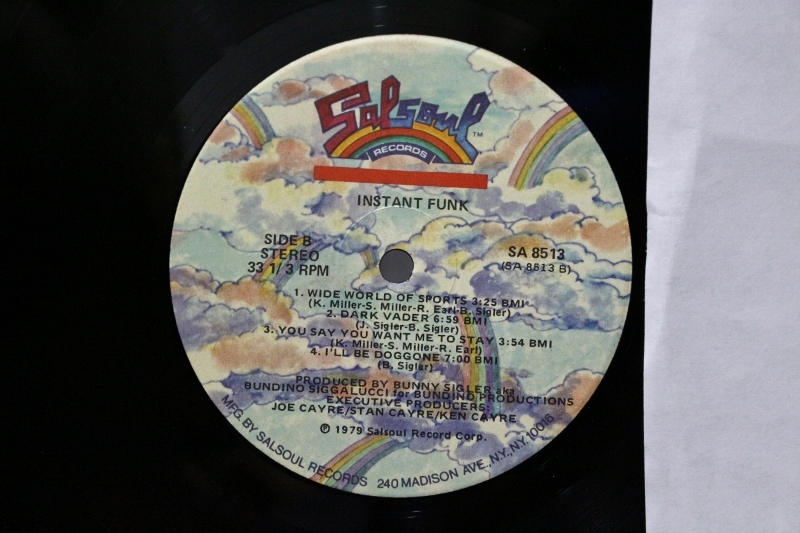 Salsoul TM
RECORDS
INSTANT FUNK
SIDE B
STEREO
33 1/3 RPM
SA 8513
(SA 8513 B)
1. WIDE WORLD OF SPORTS 3:25 BMI
(K. Miller-S. Miller-R. Earl-B. Sigler)
2. DARK VADER 6:59 BMI
(J. Sigler-B. Sigler)
3. YOU SAY YOU WANT ME TO STAY 3:54 BMI
(K. Miller-S. Miller-R. Earl)
4. I'LL BE DOGGONE 7:00 BMI
(B. Sigler)
PRODUCED BY BUNNY SIGLER aka
BUNDINO SIGGALUCCI for BUNDINO PRODUCTIONS
EXECUTIVE PRODUCERS:
JOE CAYRE/STAN CAYRE/KEN CAYRE
℗ 1979 Salsoul Record Corp.
MFG. BY SALSOUL RECORDS 240 MADISON AVE., N.Y., N.Y. 10016